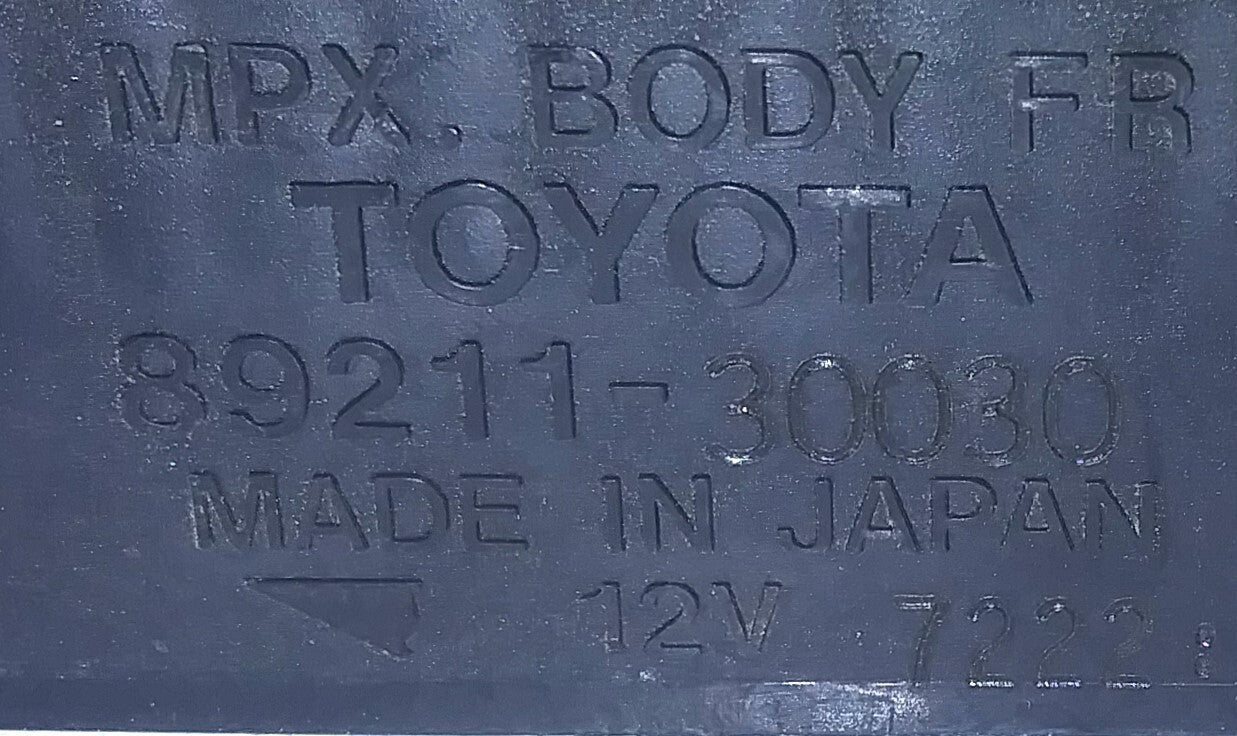 MPX. BODY FR
TOYOTA
89211-30030
MADE IN JAPAN
12V 7222